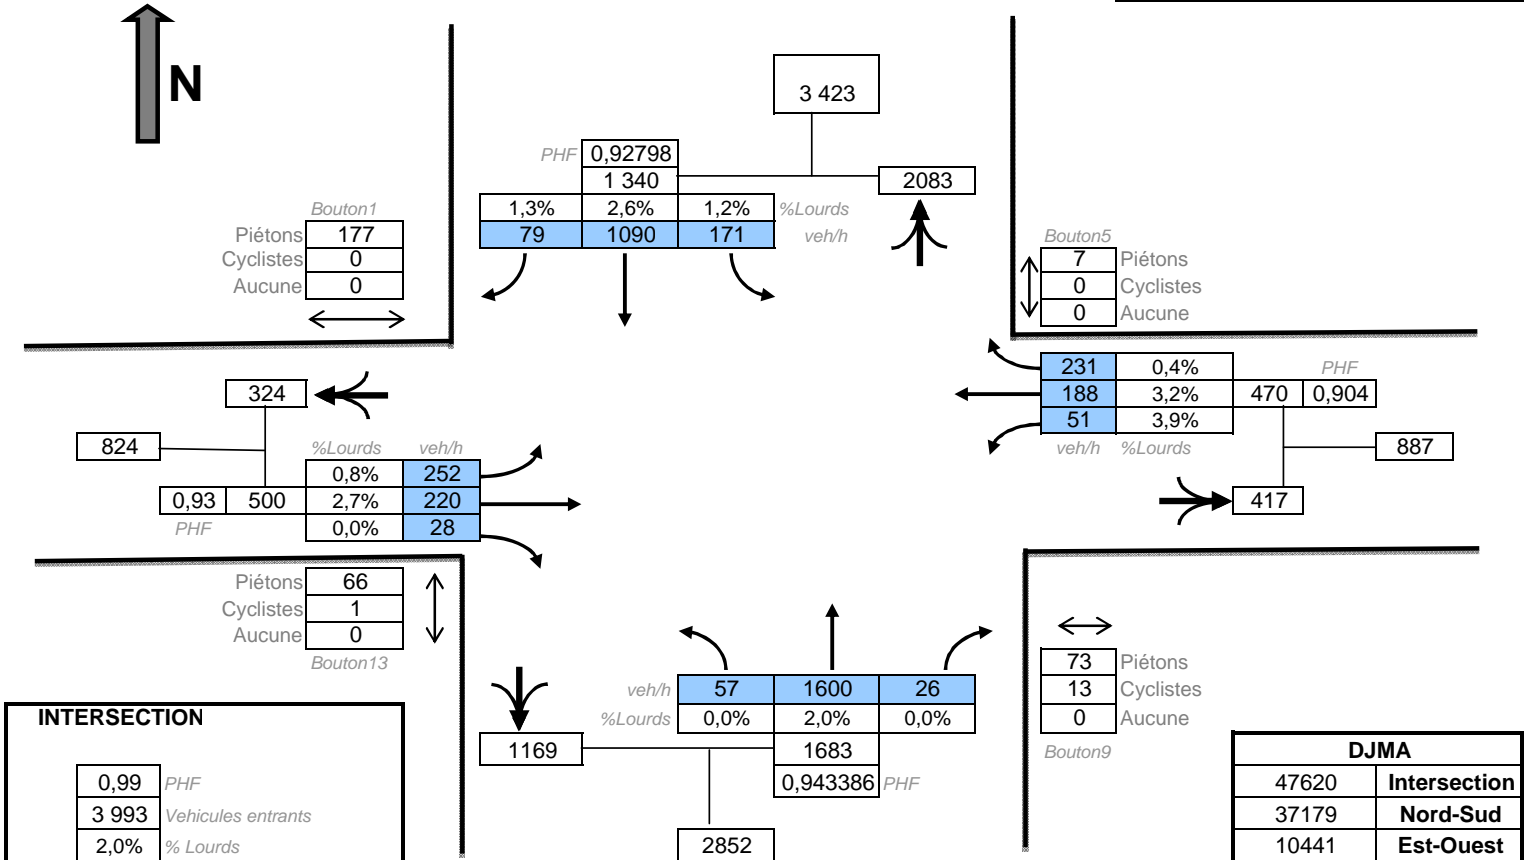 N
3 423
PHF 0,92798
1 340
2083
1,3% 2,6% 1,2% %Lourds
79 1090 171 veh/h
Bouton1
Piétons 177
Cyclistes 0
Aucune 0
Bouton5
7 Piétons
0 Cyclistes
0 Aucune
231 0,4% PHF
188 3,2% 470 0,904
51 3,9%
veh/h %Lourds
887
417
324
824
%Lourds veh/h
0,8% 252
0,93 500 2,7% 220
PHF 0,0% 28
Piétons 66
Cyclistes 1
Aucune 0
Bouton13
73 Piétons
13 Cyclistes
0 Aucune
Bouton9
veh/h 57 1600 26
%Lourds 0,0% 2,0% 0,0%
1169 1683
0,943386 PHF
2852
INTERSECTION
0,99 PHF
3 993 Vehicules entrants
2,0% % Lourds
DJMA
47620 Intersection
37179 Nord-Sud
10441 Est-Ouest